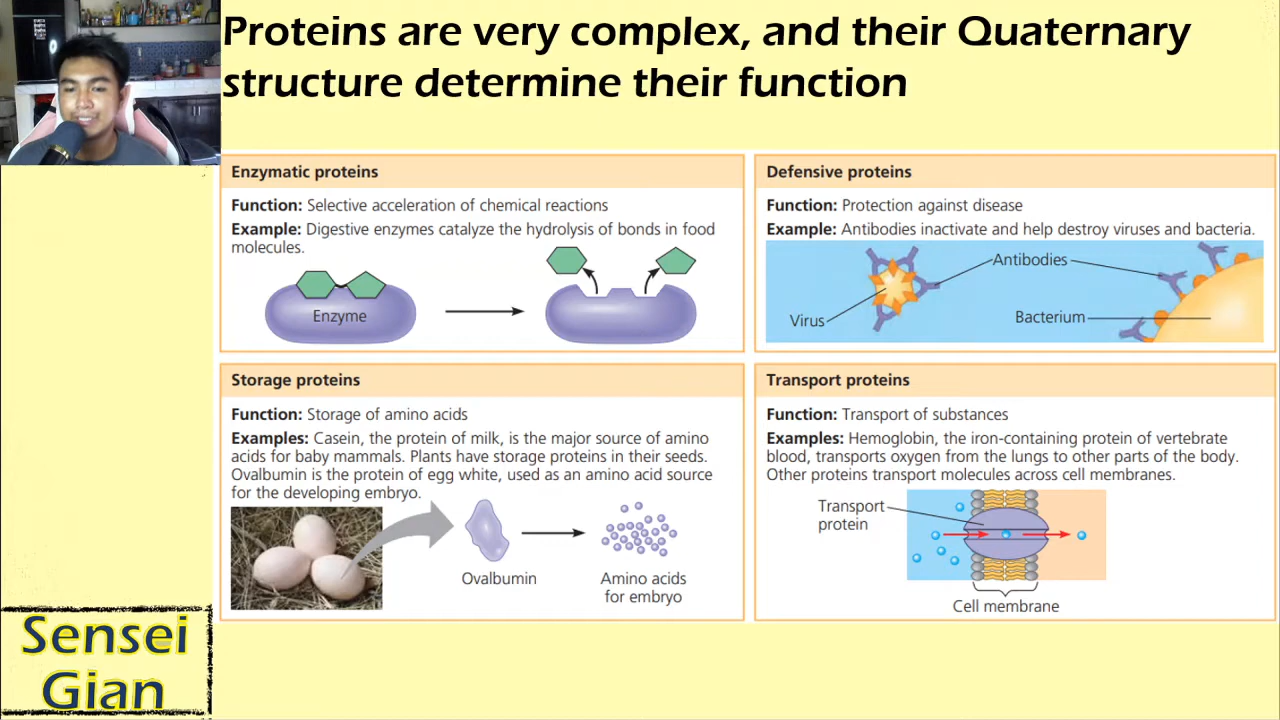 Proteins are very complex, and their Quaternary
structure determine their function
Enzymatic proteins
Function: Selective acceleration of chemical reactions
Example: Digestive enzymes catalyze the hydrolysis of bonds in food
molecules.
Enzyme
Defensive proteins
Function: Protection against disease
Example: Antibodies inactivate and help destroy viruses and bacteria.
Antibodies
Virus
Bacterium
Storage proteins
Function: Storage of amino acids
Examples: Casein, the protein of milk, is the major source of amino
acids for baby mammals. Plants have storage proteins in their seeds.
Ovalbumin is the protein of egg white, used as an amino acid source
for the developing embryo.
Ovalbumin
Amino acids
for embryo
Transport proteins
Function: Transport of substances
Examples: Hemoglobin, the iron-containing protein of vertebrate
blood, transports oxygen from the lungs to other parts of the body.
Other proteins transport molecules across cell membranes.
Transport
protein
Cell membrane
Sensei
Gian